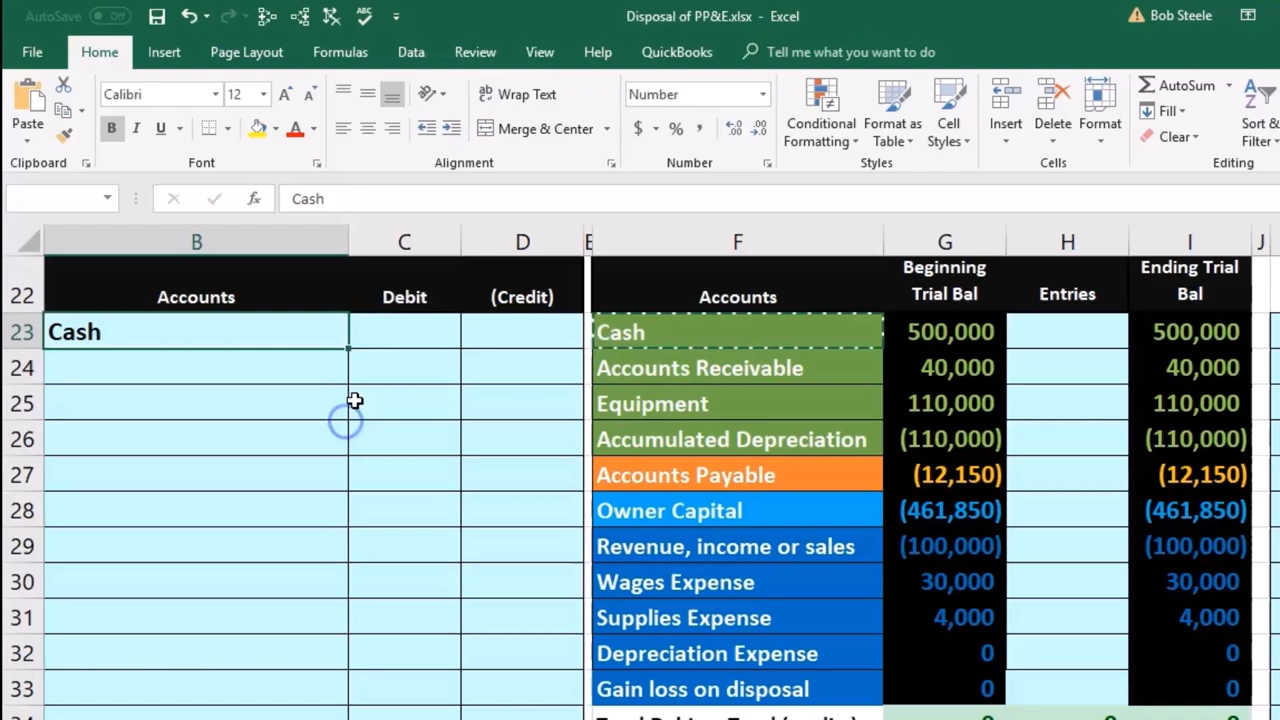 AutoSave Off
ABC
Disposal of PP&E.xlsx - Excel
Bob Steele
File Home Insert Page Layout Formulas Data Review View Help QuickBooks Tell me what you want to do
Paste
Calibri 12
B I U
ab Wrap Text
Merge & Center
Number
$ % ,
Conditional Formatting
Format as Table
Cell Styles
Insert
Delete
Format
AutoSum
Fill
Clear
Sort & Filter
Clipboard Font Alignment Number Styles Cells Editing
fx Cash
B C D E F G H I J
22 Accounts Debit (Credit) Accounts Beginning Trial Bal Entries Ending Trial Bal
23 Cash Cash 500,000 500,000
24 Accounts Receivable 40,000 40,000
25 Equipment 110,000 110,000
26 Accumulated Depreciation (110,000) (110,000)
27 Accounts Payable (12,150) (12,150)
28 Owner Capital (461,850) (461,850)
29 Revenue, income or sales (100,000) (100,000)
30 Wages Expense 30,000 30,000
31 Supplies Expense 4,000 4,000
32 Depreciation Expense 0 0
33 Gain loss on disposal 0 0